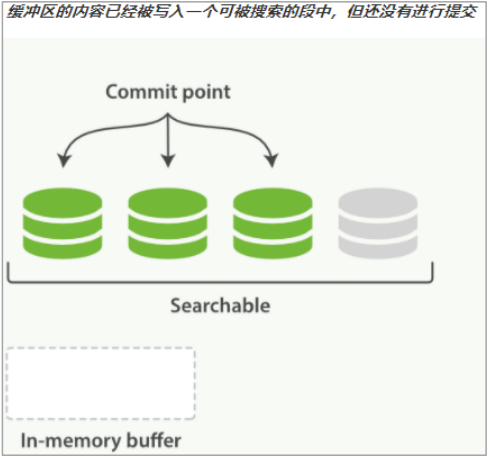 缓冲区的内容已经被写入一个可被搜索的段中，但还没有进行提交
Commit point
Searchable
In-memory buffer